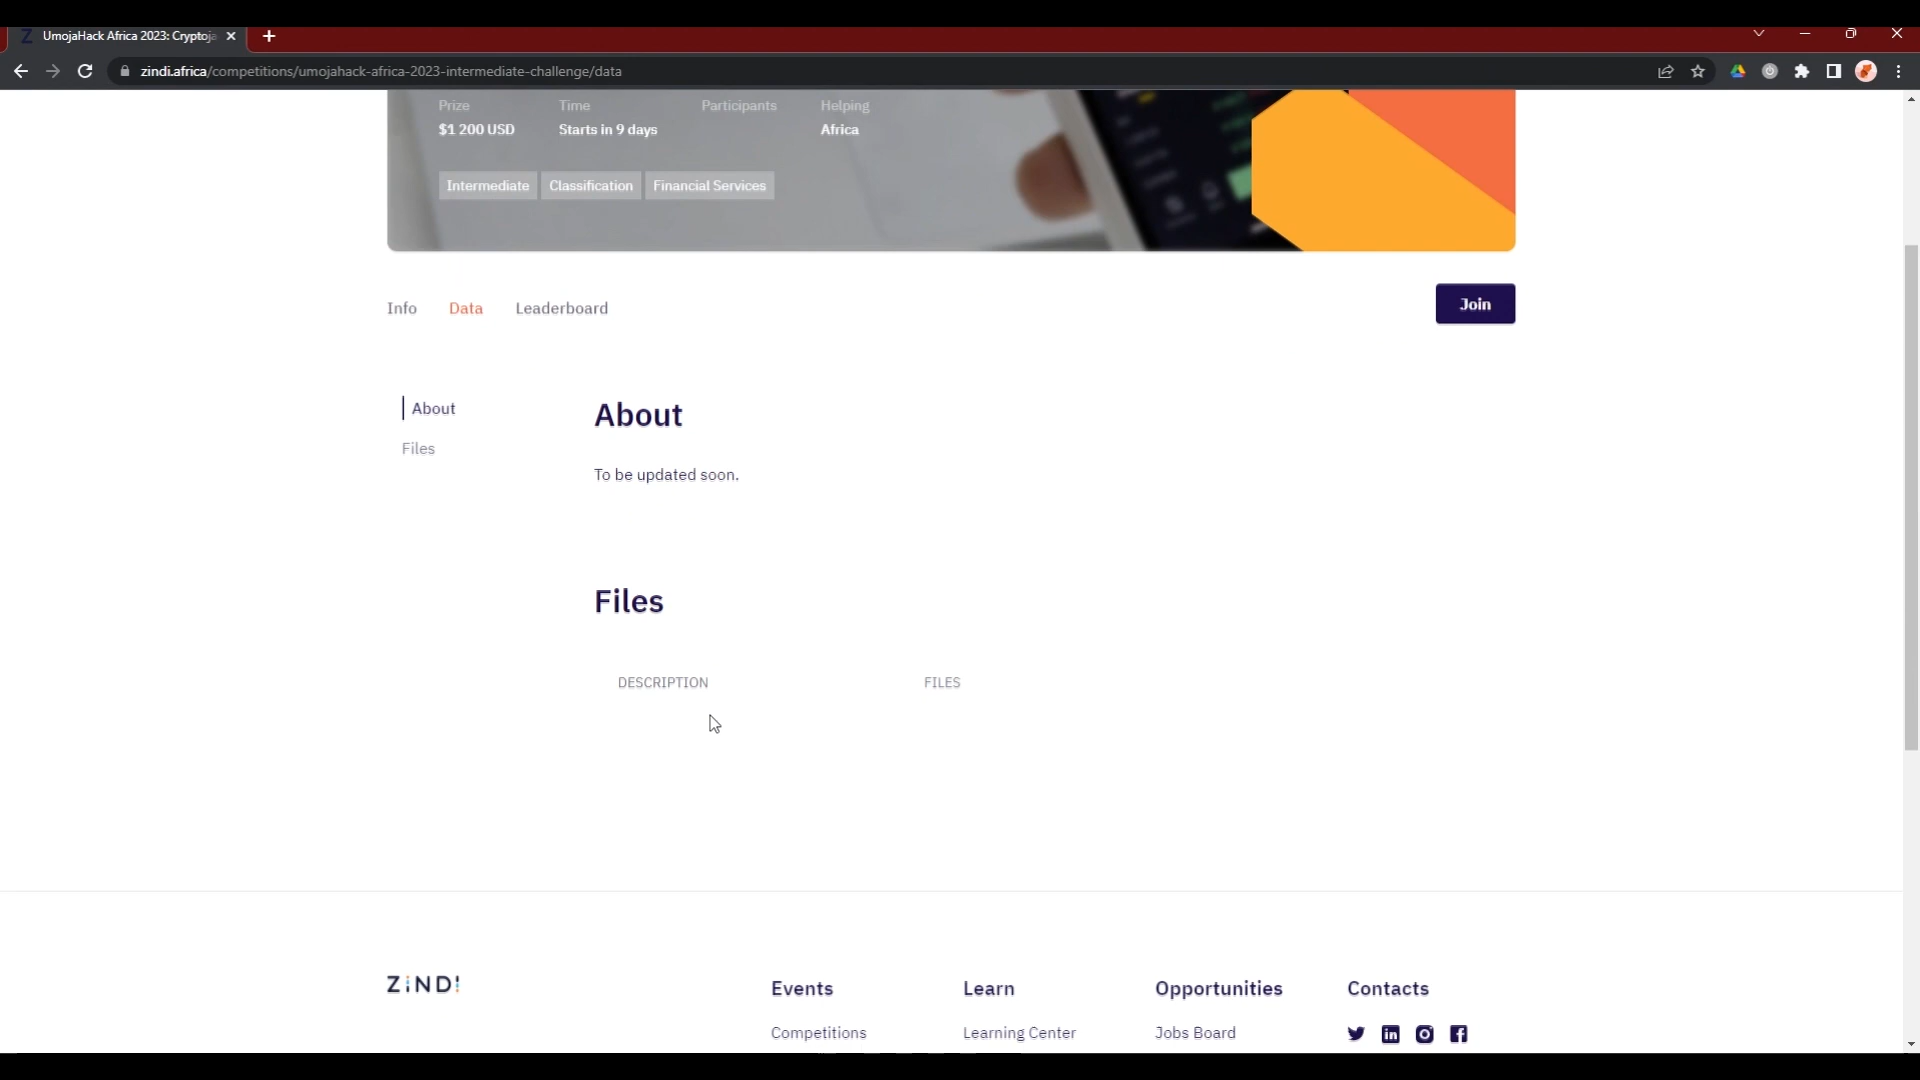 UmojaHack Africa 2023: Cryptoja
zindi.africa/competitions/umojahack-africa-2023-intermediate-challenge/data
Prize Time Participants Helping
$1 200 USD Starts in 9 days Africa
Intermediate Classification Financial Services
Info Data Leaderboard Join
About
Files
About
To be updated soon.
Files
DESCRIPTION FILES
ZINDI
Events Learn Opportunities Contacts
Competitions Learning Center Jobs Board